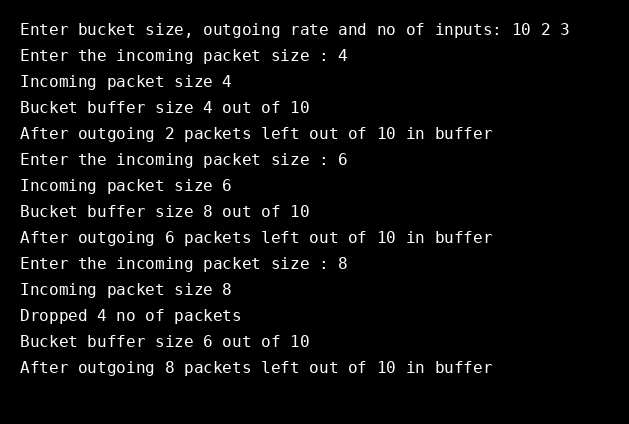 Enter bucket size, outgoing rate and no of inputs: 10 2 3
Enter the incoming packet size : 4
Incoming packet size 4
Bucket buffer size 4 out of 10
After outgoing 2 packets left out of 10 in buffer
Enter the incoming packet size : 6
Incoming packet size 6
Bucket buffer size 8 out of 10
After outgoing 6 packets left out of 10 in buffer
Enter the incoming packet size : 8
Incoming packet size 8
Dropped 4 no of packets
Bucket buffer size 6 out of 10
After outgoing 8 packets left out of 10 in buffer